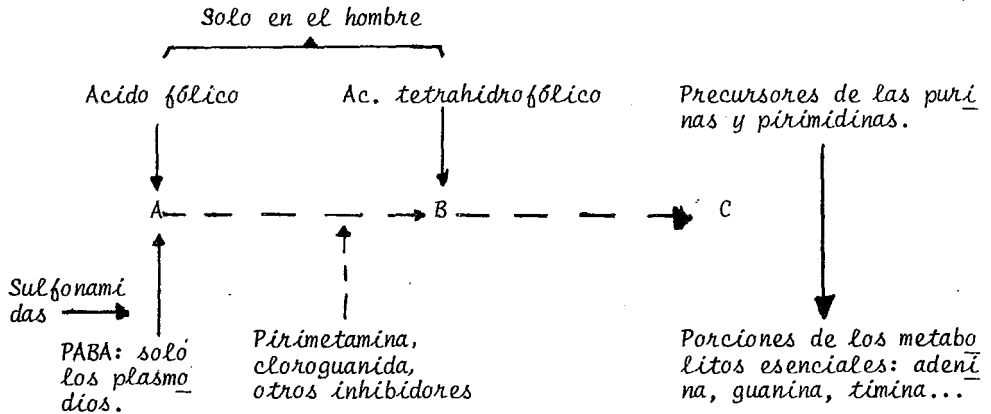 Solo en el hombre
Acido fólico
Ac. tetrahidrofólico
Precursores de las puri
nas y pirimidinas.
A
B
C
Sulfonami
das
PABA: soló
los plasmo
dios.
Pirimetamina,
cloroguanida,
otros inhibidores
Porciones de los metabo
litos esenciales: adeni
na, guanina, timina...